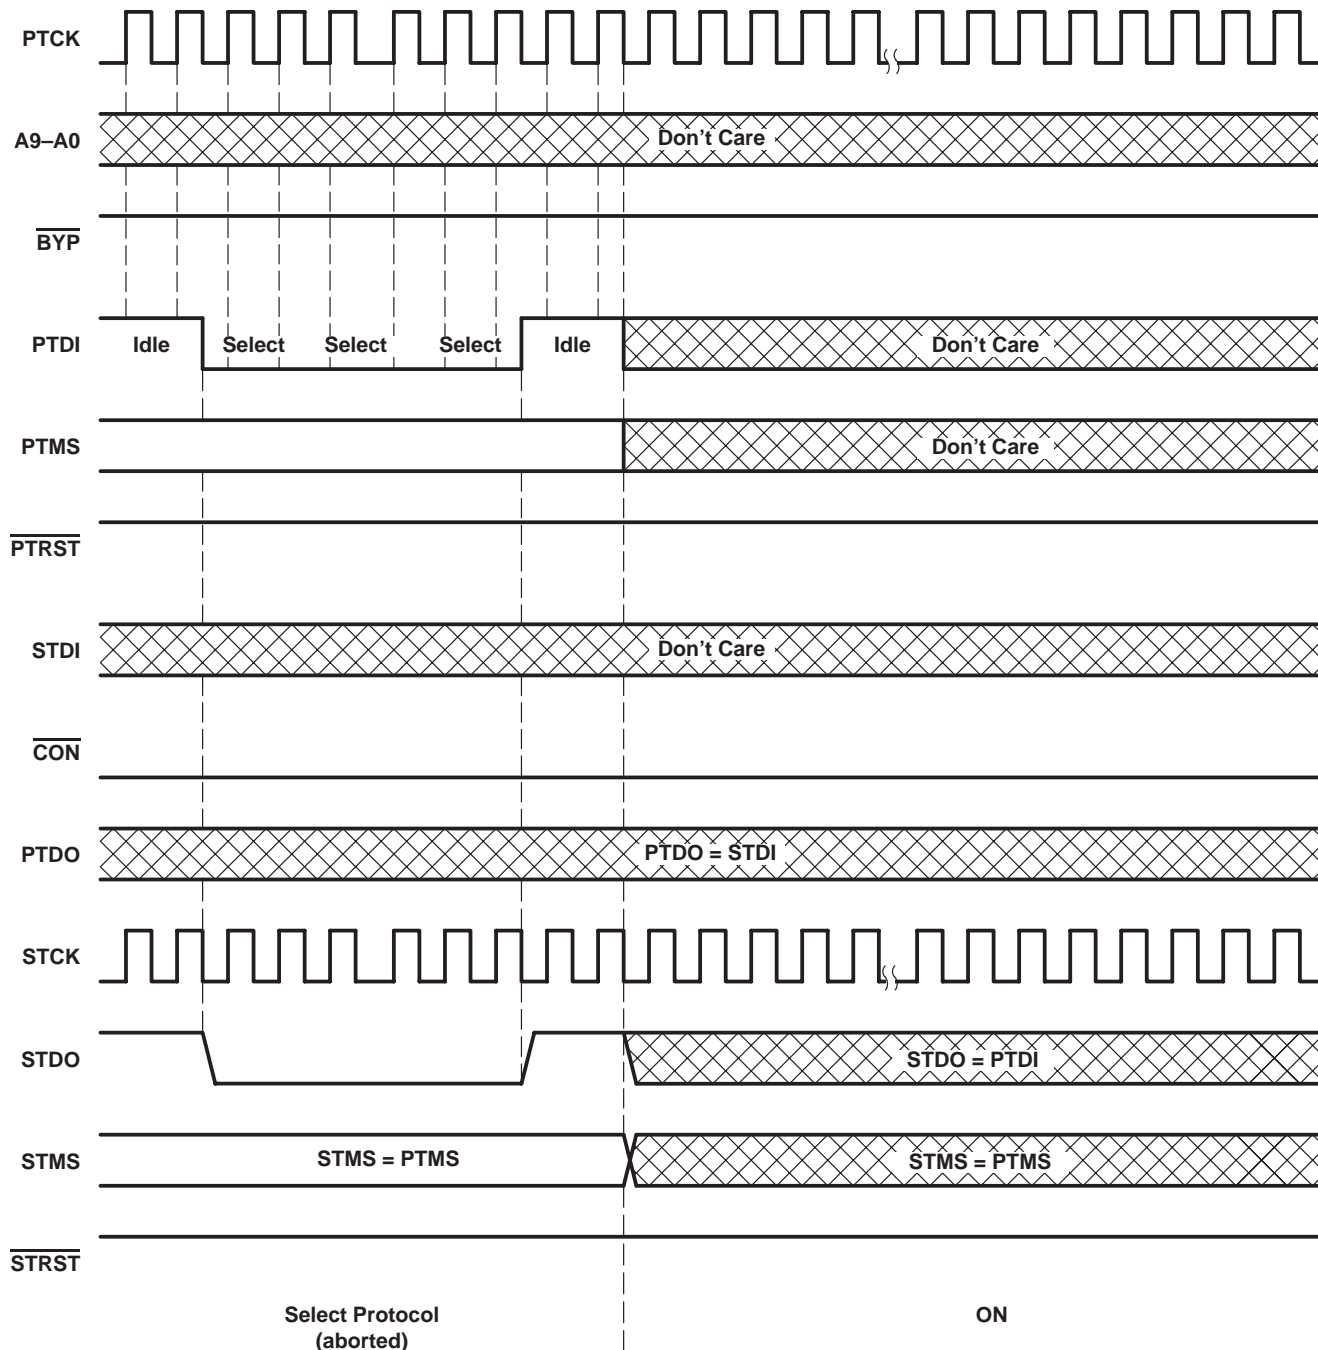 PTCK
A9–A0
Don't Care
BYP
PTDI
Idle
Select
Select
Select
Idle
Don't Care
PTMS
Don't Care
PTRST
STDI
Don't Care
CON
PTDO
PTDO = STDI
STCK
STDO
STDO = PTDI
STMS
STMS = PTMS
STMS = PTMS
STRST
Select Protocol
(aborted)
ON